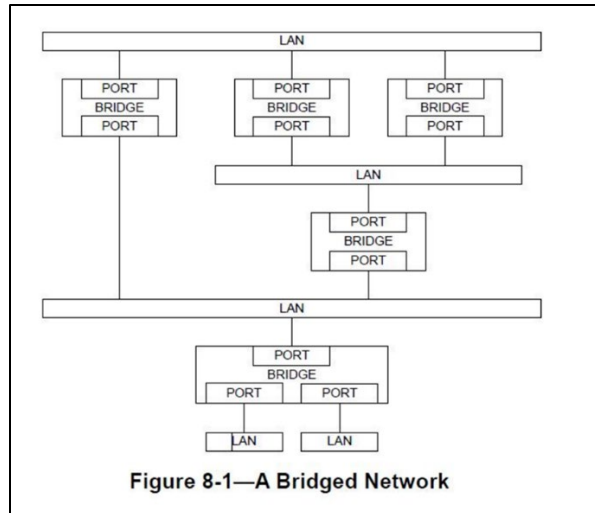 LAN
PORT PORT PORT
BRIDGE BRIDGE BRIDGE
PORT PORT PORT
LAN
PORT
BRIDGE
PORT
LAN
PORT
BRIDGE
PORT PORT
LAN LAN
Figure 8-1—A Bridged Network